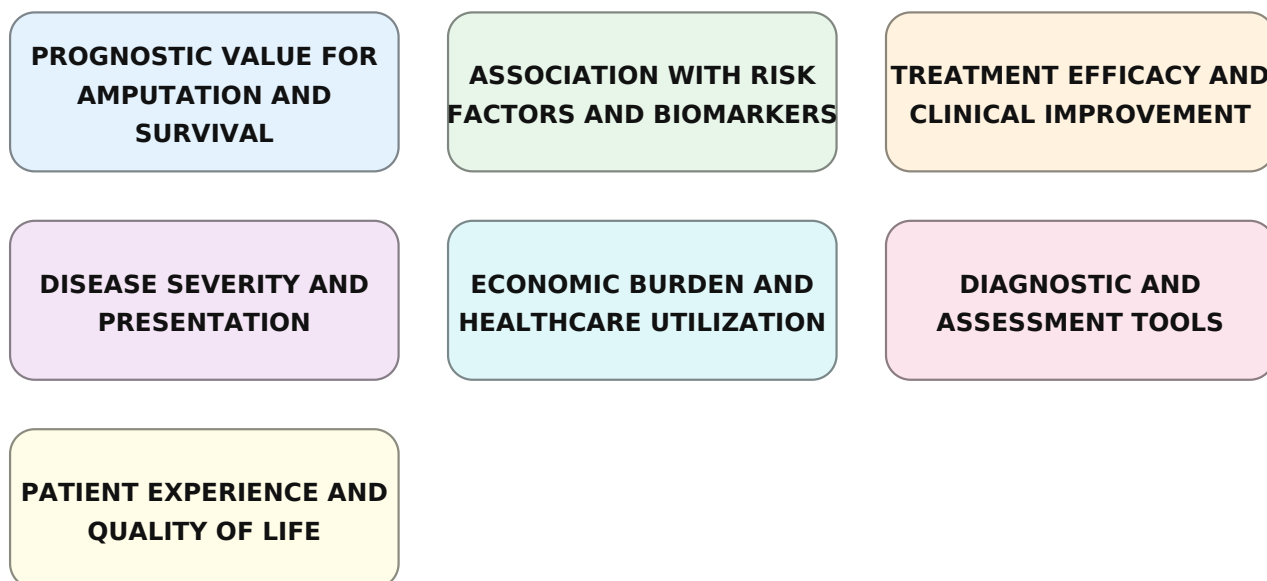 PROGNOSTIC VALUE FOR
AMPUTATION AND
SURVIVAL
ASSOCIATION WITH RISK
FACTORS AND BIOMARKERS
TREATMENT EFFICACY AND
CLINICAL IMPROVEMENT
DISEASE SEVERITY AND
PRESENTATION
ECONOMIC BURDEN AND
HEALTHCARE UTILIZATION
DIAGNOSTIC AND
ASSESSMENT TOOLS
PATIENT EXPERIENCE AND
QUALITY OF LIFE